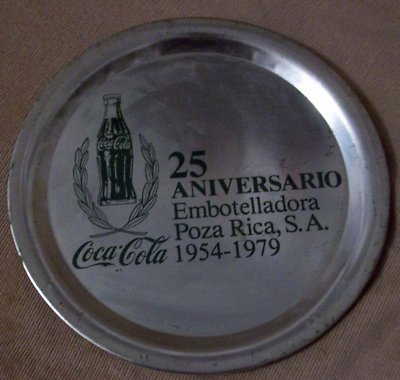 Coca-Cola
25
ANIVERSARIO
Embotelladora
Poza Rica, S.A.
Coca-Cola 1954-1979